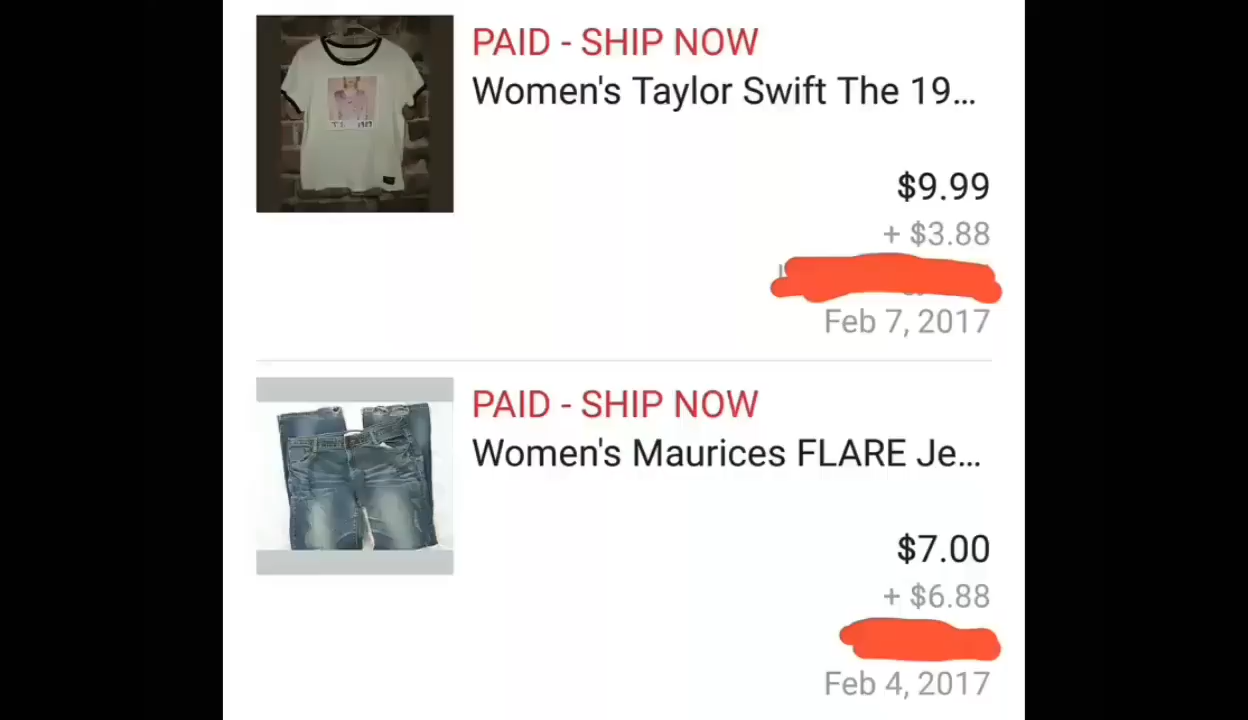 PAID - SHIP NOW
Women's Taylor Swift The 19...
$9.99
+ $3.88
Feb 7, 2017
PAID - SHIP NOW
Women's Maurices FLARE Je...
$7.00
+ $6.88
Feb 4, 2017